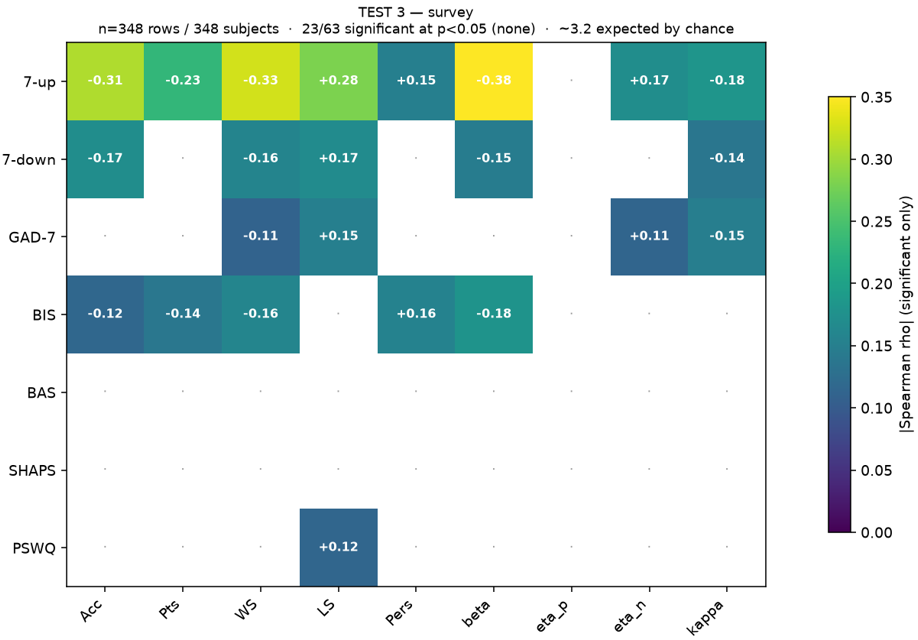 TEST 3 — survey
n=348 rows / 348 subjects · 23/63 significant at p<0.05 (none) · ~3.2 expected by chance
7-up -0.31 -0.23 -0.33 +0.28 +0.15 -0.38 · +0.17 -0.18
7-down -0.17 · -0.16 +0.17 · -0.15 · · -0.14
GAD-7 · · -0.11 +0.15 · · · +0.11 -0.15
BIS -0.12 -0.14 -0.16 · +0.16 -0.18 · · ·
BAS · · · · · · · · ·
SHAPS · · · · · · · · ·
PSWQ · · · +0.12 · · · · ·
Acc Pts WS LS Pers beta eta_p eta_n kappa
0.35
0.30
0.25
0.20
0.15
0.10
0.05
0.00
|Spearman rho| (significant only)